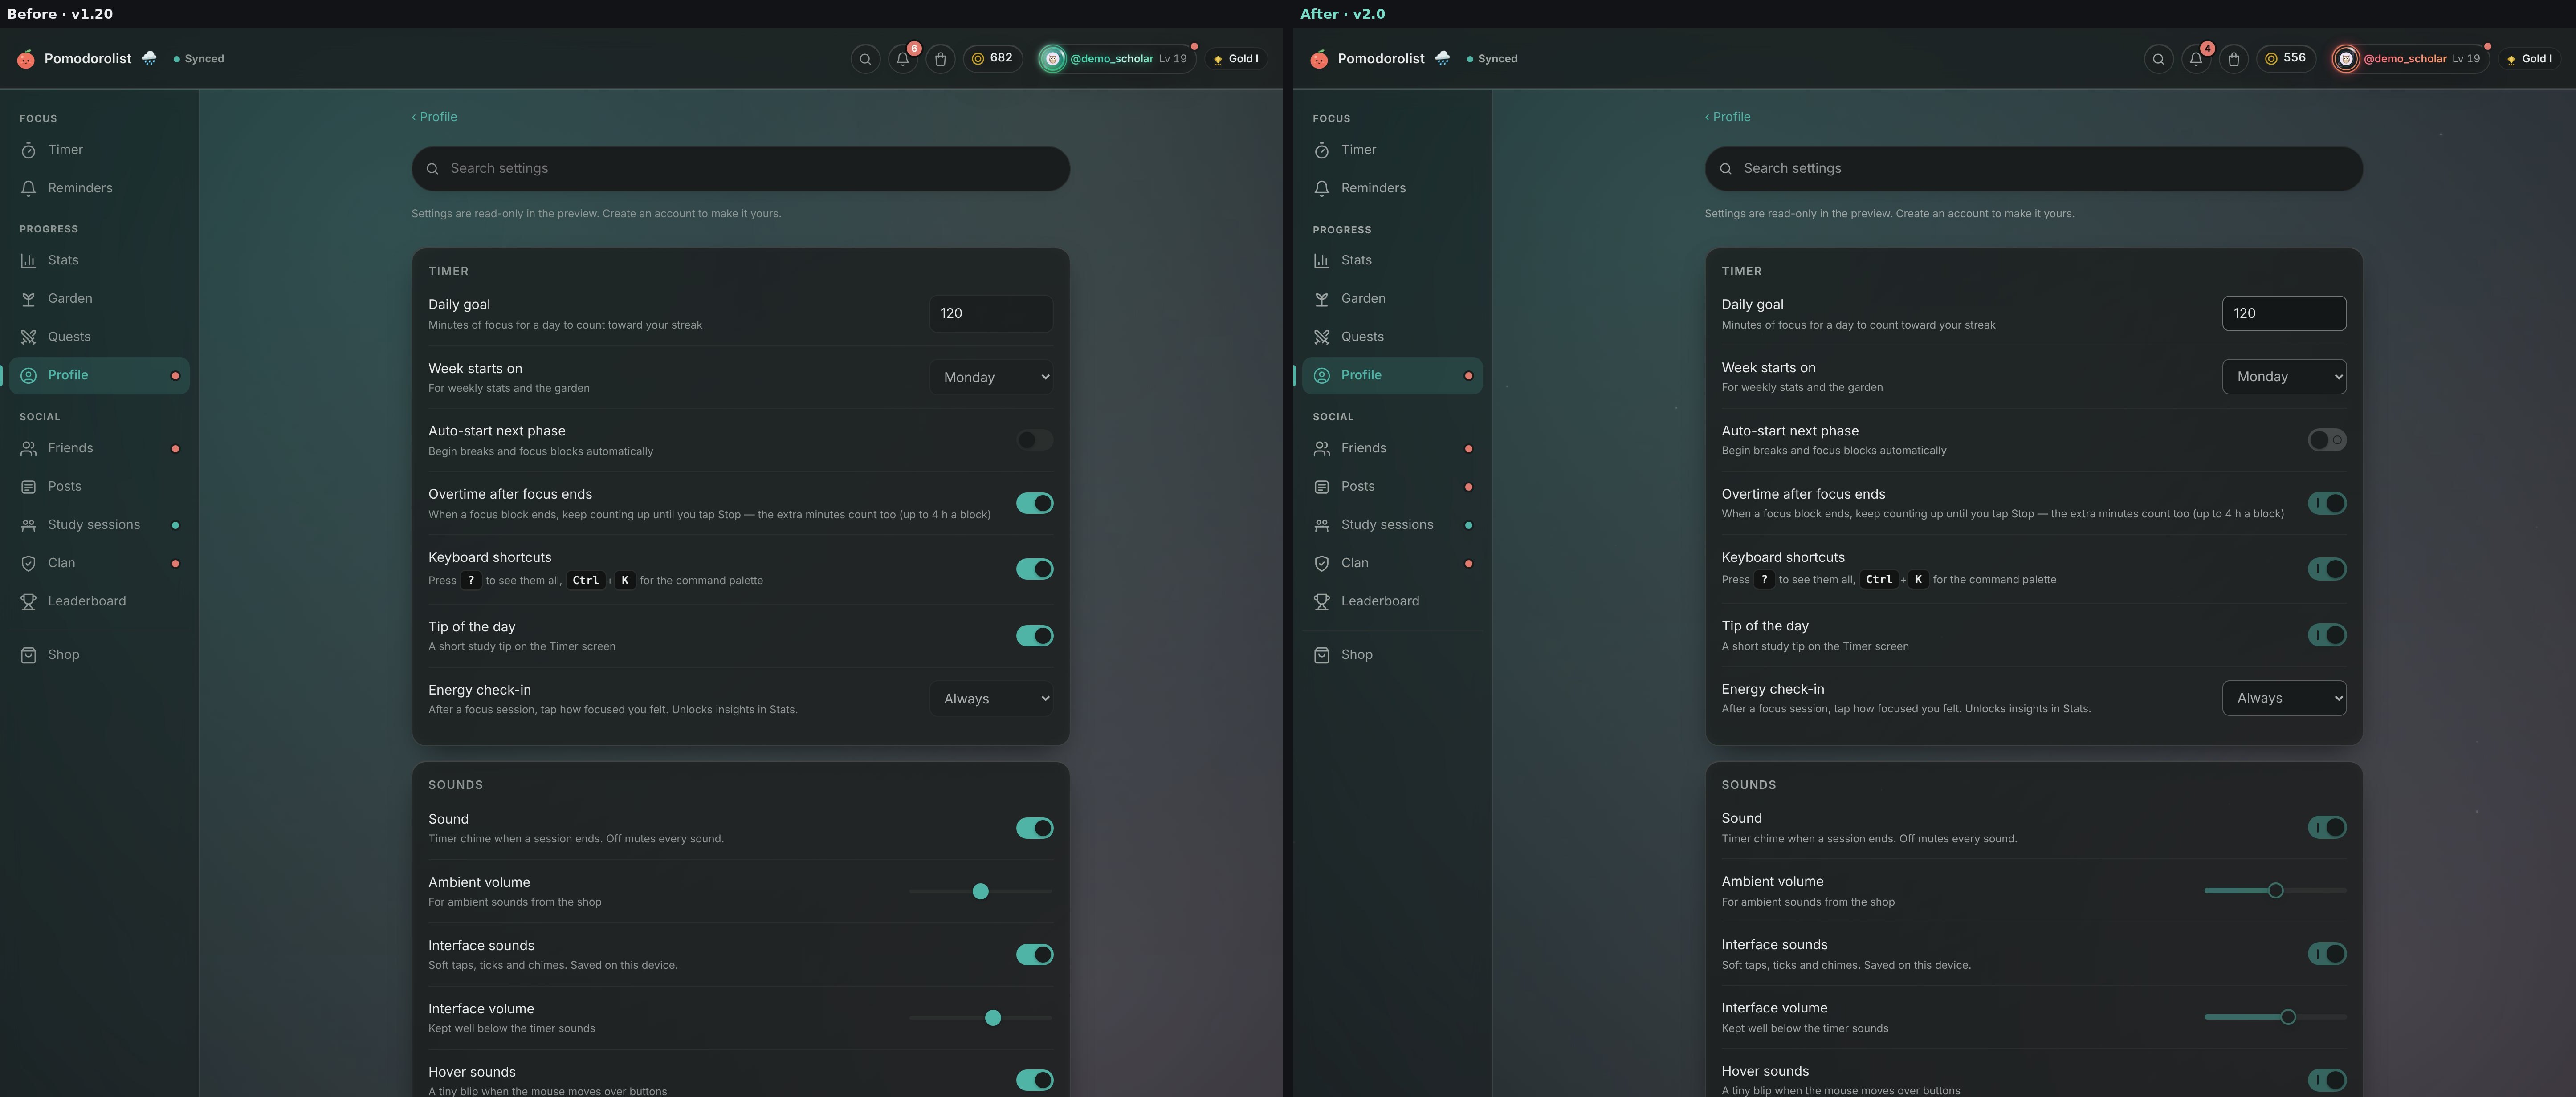 Before · v1.20
Pomodorolist
Synced
6
682
@demo_scholar Lv 19
Gold I
FOCUS
Timer
Reminders
PROGRESS
Stats
Garden
Quests
Profile
SOCIAL
Friends
Posts
Study sessions
Clan
Leaderboard
Shop
‹ Profile
Search settings
Settings are read-only in the preview. Create an account to make it yours.
TIMER
Daily goal
Minutes of focus for a day to count toward your streak
120
Week starts on
For weekly stats and the garden
Monday
Auto-start next phase
Begin breaks and focus blocks automatically
Overtime after focus ends
When a focus block ends, keep counting up until you tap Stop — the extra minutes count too (up to 4 h a block)
Keyboard shortcuts
Press ? to see them all, Ctrl + K for the command palette
Tip of the day
A short study tip on the Timer screen
Energy check-in
After a focus session, tap how focused you felt. Unlocks insights in Stats.
Always
SOUNDS
Sound
Timer chime when a session ends. Off mutes every sound.
Ambient volume
For ambient sounds from the shop
Interface sounds
Soft taps, ticks and chimes. Saved on this device.
Interface volume
Kept well below the timer sounds
Hover sounds
A tiny blip when the mouse moves over buttons
After · v2.0
Pomodorolist
Synced
4
556
@demo_scholar Lv 19
Gold I
FOCUS
Timer
Reminders
PROGRESS
Stats
Garden
Quests
Profile
SOCIAL
Friends
Posts
Study sessions
Clan
Leaderboard
Shop
‹ Profile
Search settings
Settings are read-only in the preview. Create an account to make it yours.
TIMER
Daily goal
Minutes of focus for a day to count toward your streak
120
Week starts on
For weekly stats and the garden
Monday
Auto-start next phase
Begin breaks and focus blocks automatically
Overtime after focus ends
When a focus block ends, keep counting up until you tap Stop — the extra minutes count too (up to 4 h a block)
Keyboard shortcuts
Press ? to see them all, Ctrl + K for the command palette
Tip of the day
A short study tip on the Timer screen
Energy check-in
After a focus session, tap how focused you felt. Unlocks insights in Stats.
Always
SOUNDS
Sound
Timer chime when a session ends. Off mutes every sound.
Ambient volume
For ambient sounds from the shop
Interface sounds
Soft taps, ticks and chimes. Saved on this device.
Interface volume
Kept well below the timer sounds
Hover sounds
A tiny blip when the mouse moves over buttons